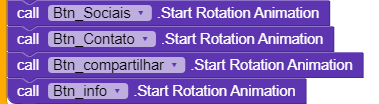 call Btn_Sociais .Start Rotation Animation
call Btn_Contato .Start Rotation Animation
call Btn_compartilhar .Start Rotation Animation
call Btn_info .Start Rotation Animation